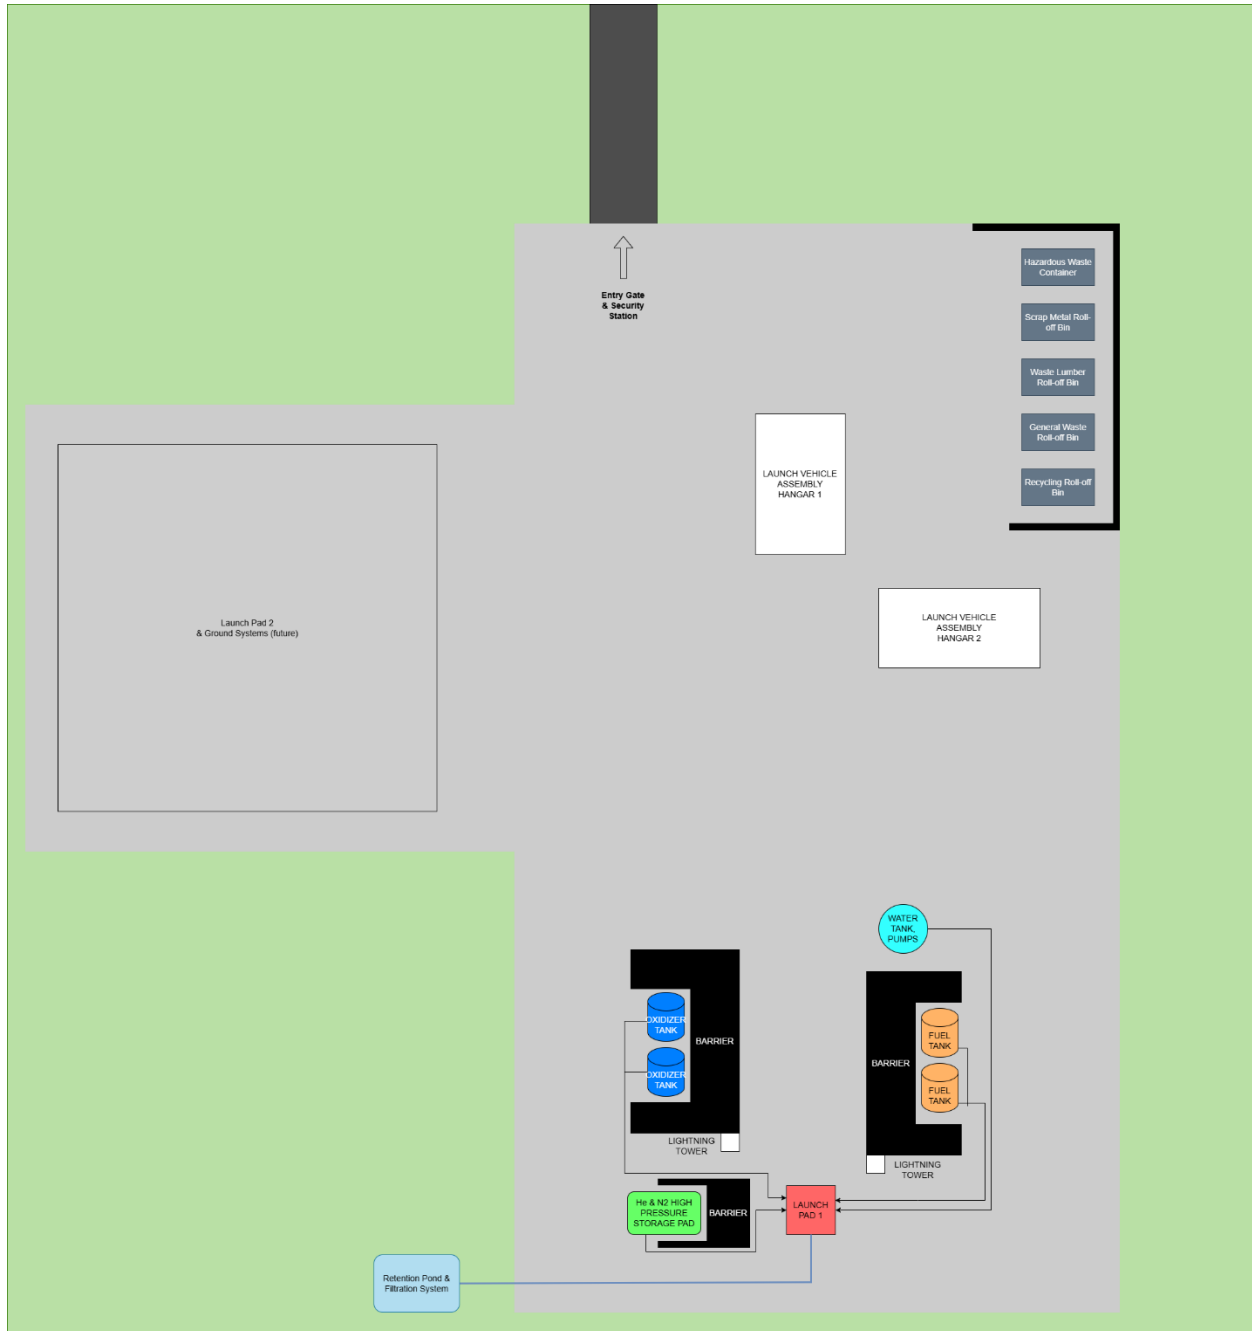 Entry Gate
& Security
Station
Hazardous Waste
Container
Scrap Metal Roll-
off Bin
Waste Lumber
Roll-off Bin
General Waste
Roll-off Bin
Recycling Roll-off
Bin
LAUNCH VEHICLE
ASSEMBLY
HANGAR 1
LAUNCH VEHICLE
ASSEMBLY
HANGAR 2
Launch Pad 2
& Ground Systems (future)
WATER
TANK,
PUMPS
OXIDIZER
TANK
OXIDIZER
TANK
BARRIER
BARRIER
FUEL
TANK
FUEL
TANK
LIGHTNING
TOWER
LIGHTNING
TOWER
He & N2 HIGH
PRESSURE
STORAGE PAD
BARRIER
LAUNCH
PAD 1
Retention Pond &
Filtration System